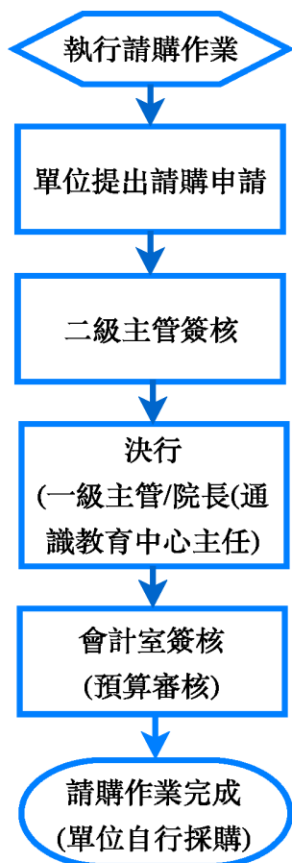 執行請購作業
單位提出請購申請
二級主管簽核
決行
(一級主管/院長(通
識教育中心主任)
會計室簽核
(預算審核)
請購作業完成
(單位自行採購)